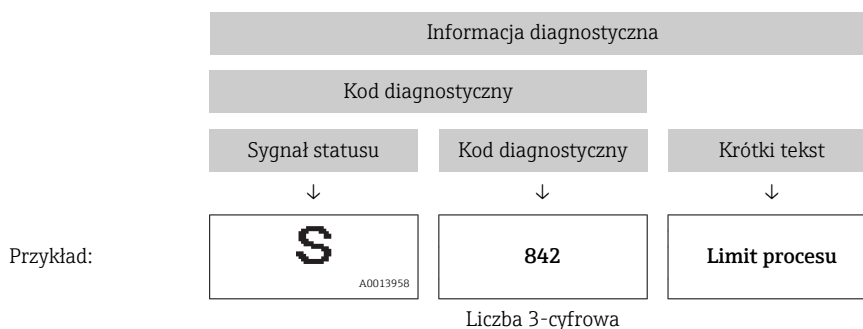 Informacja diagnostyczna
Kod diagnostyczny
Sygnał statusu Kod diagnostyczny Krótki tekst
↓ ↓ ↓
Przykład: S 842 Limit procesu
A0013958
Liczba 3-cyfrowa